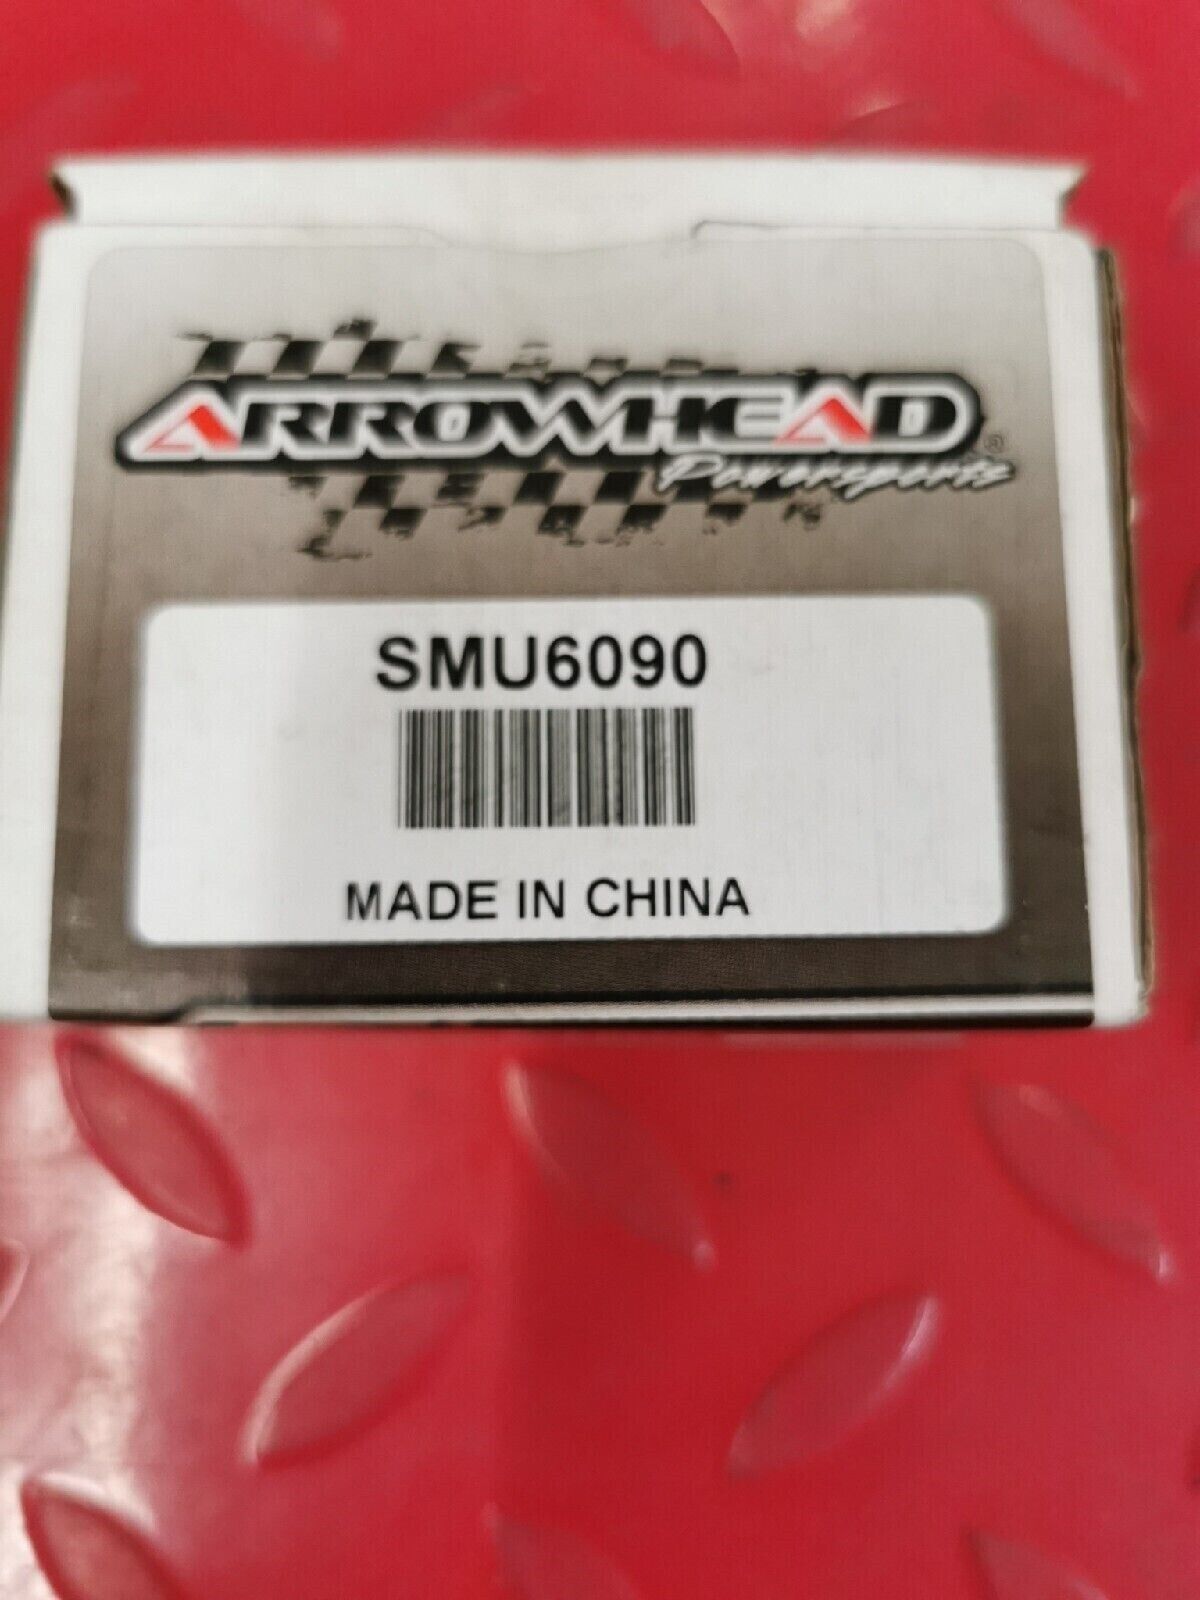 ARROWHEAD
®
Powersports
SMU6090
MADE IN CHINA